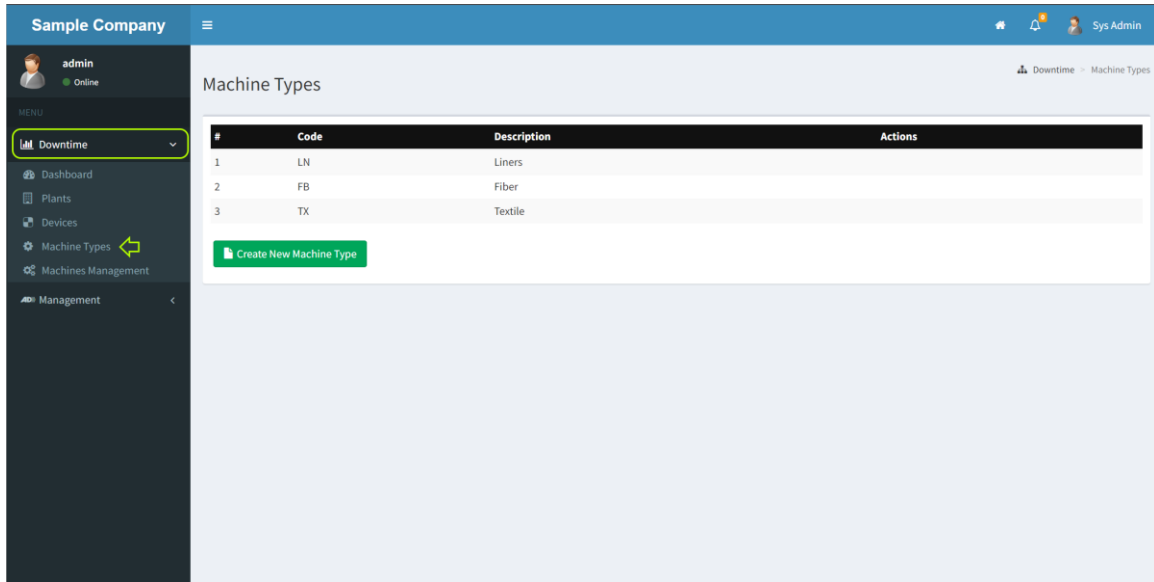 Sample Company
Sys Admin
admin
Online
Downtime > Machine Types
Machine Types
MENU
Downtime
Dashboard
Plants
Devices
Machine Types
Machines Management
Management
# Code Description Actions
1 LN Liners
2 FB Fiber
3 TX Textile
Create New Machine Type